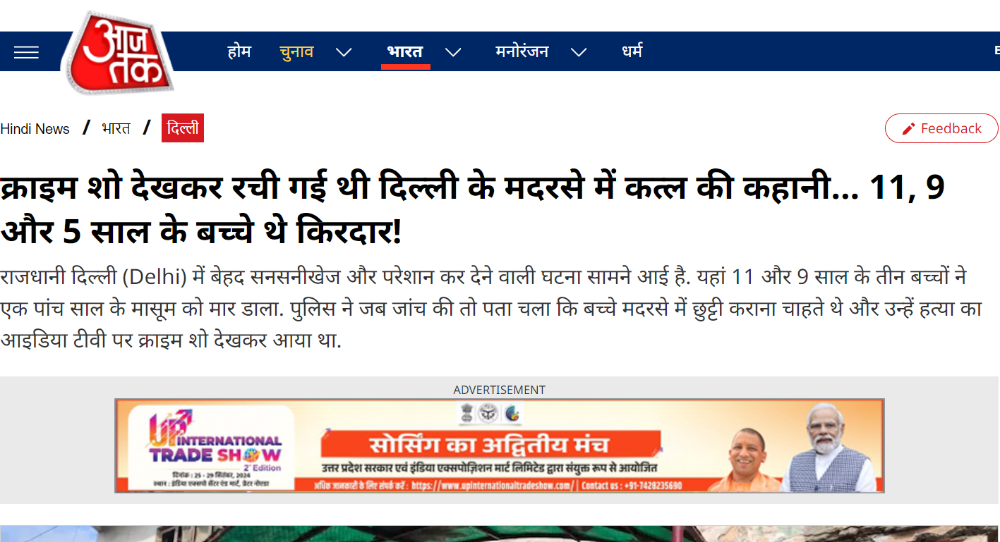 आज
तक
होम
चुनाव
भारत
मनोरंजन
धर्म
E
Hindi News / भारत / दिल्ली
Feedback
क्राइम शो देखकर रची गई थी दिल्ली के मदरसे में कत्ल की कहानी... 11, 9
और 5 साल के बच्चे थे किरदार!
राजधानी दिल्ली (Delhi) में बेहद सनसनीखेज और परेशान कर देने वाली घटना सामने आई है. यहां 11 और 9 साल के तीन बच्चों ने
एक पांच साल के मासूम को मार डाला. पुलिस ने जब जांच की तो पता चला कि बच्चे मदरसे में छुट्टी कराना चाहते थे और उन्हें हत्या का
आइडिया टीवी पर क्राइम शो देखकर आया था.
ADVERTISEMENT
UP
INTERNATIONAL
TRADE SHOW
2nd Edition
दिनांक : 25 - 29 सितंबर, 2024
स्थान : इंडिया एक्सपो सेंटर एंड मार्ट, ग्रेटर नोएडा
सोर्सिंग का अद्वितीय मंच
उत्तर प्रदेश सरकार एवं इंडिया एक्सपोज़िशन मार्ट लिमिटेड द्वारा संयुक्त रूप से आयोजित
अधिक जानकारी के लिए संपर्क करें : https://www.upinternationaltradeshow.com/ | Contact us : +91-7428235690